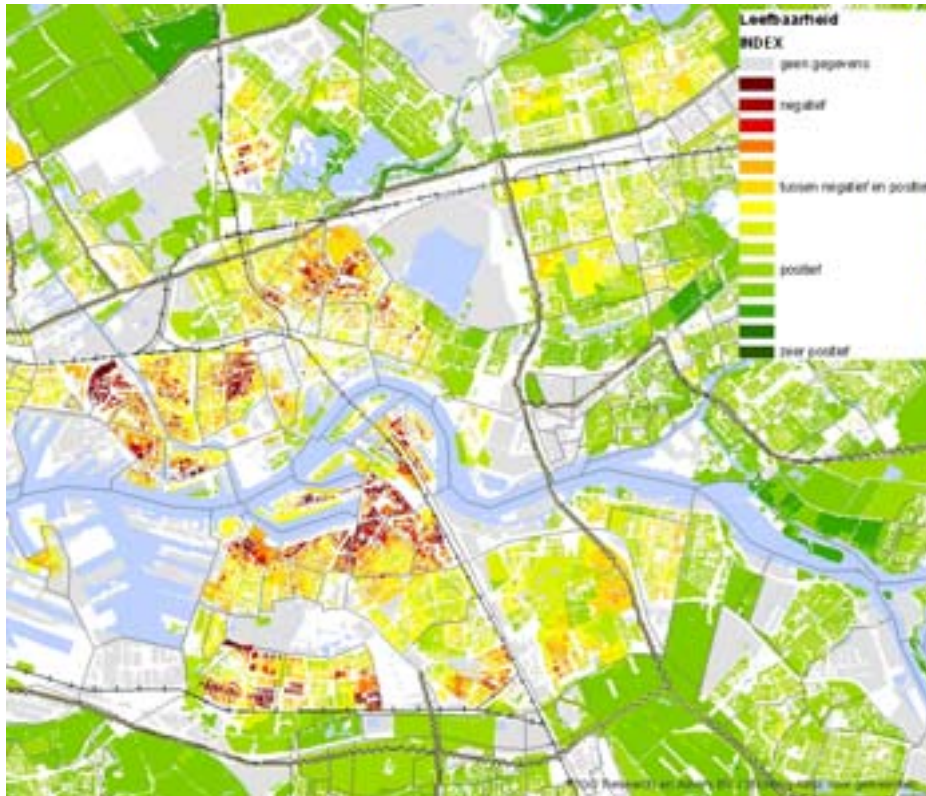 Leefbaarheid
INDEX
geen gegevens
negatief
tussen negatief en positief
positief
zeer positief